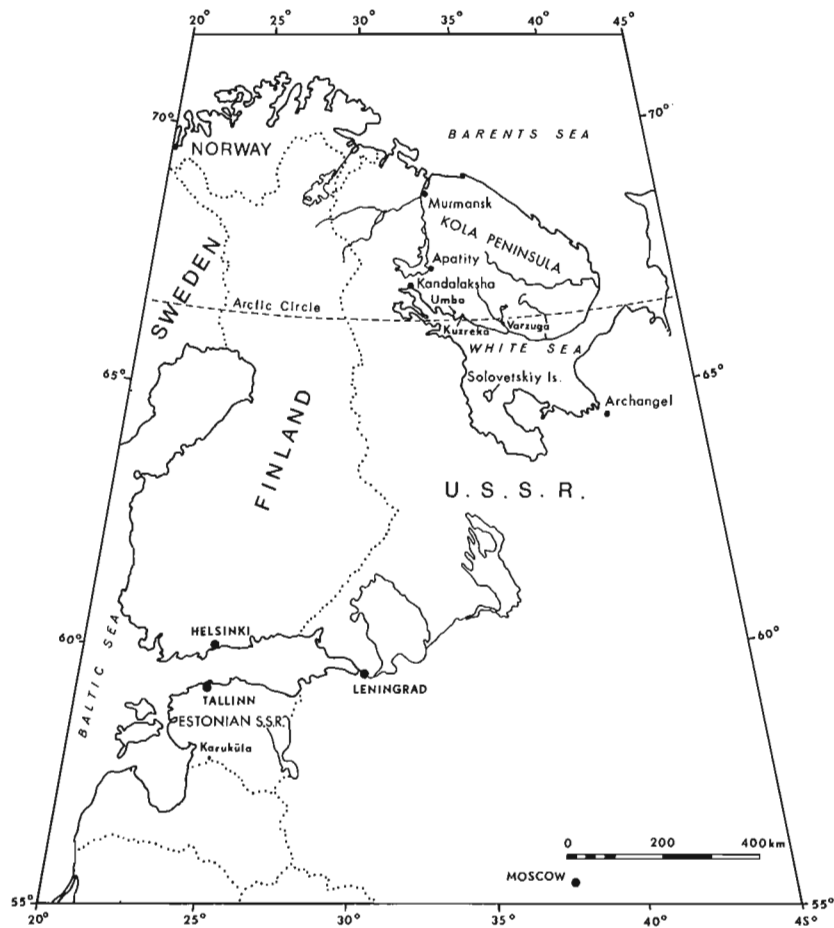 20° 25° 30° 35° 40° 45°
70° 70°
BARENTS SEA
NORWAY
Murmansk
KOLA PENINSULA
SWEDEN
Apatity
Kandalaksha
Umba
Arctic Circle
Kuzreka
Varzuga
WHITE SEA
65° 65°
Solovetskiy Is.
Archangel
FINLAND
U.S.S.R.
BALTIC SEA
HELSINKI
60° 60°
LENINGRAD
TALLINN
ESTONIAN S.S.R.
Karuküla
0 200 400 km
MOSCOW
55° 55°
20° 25° 30° 35° 40° 45°